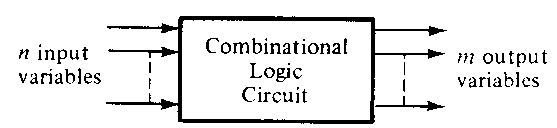 n input
variables
Combinational
Logic
Circuit
m output
variables